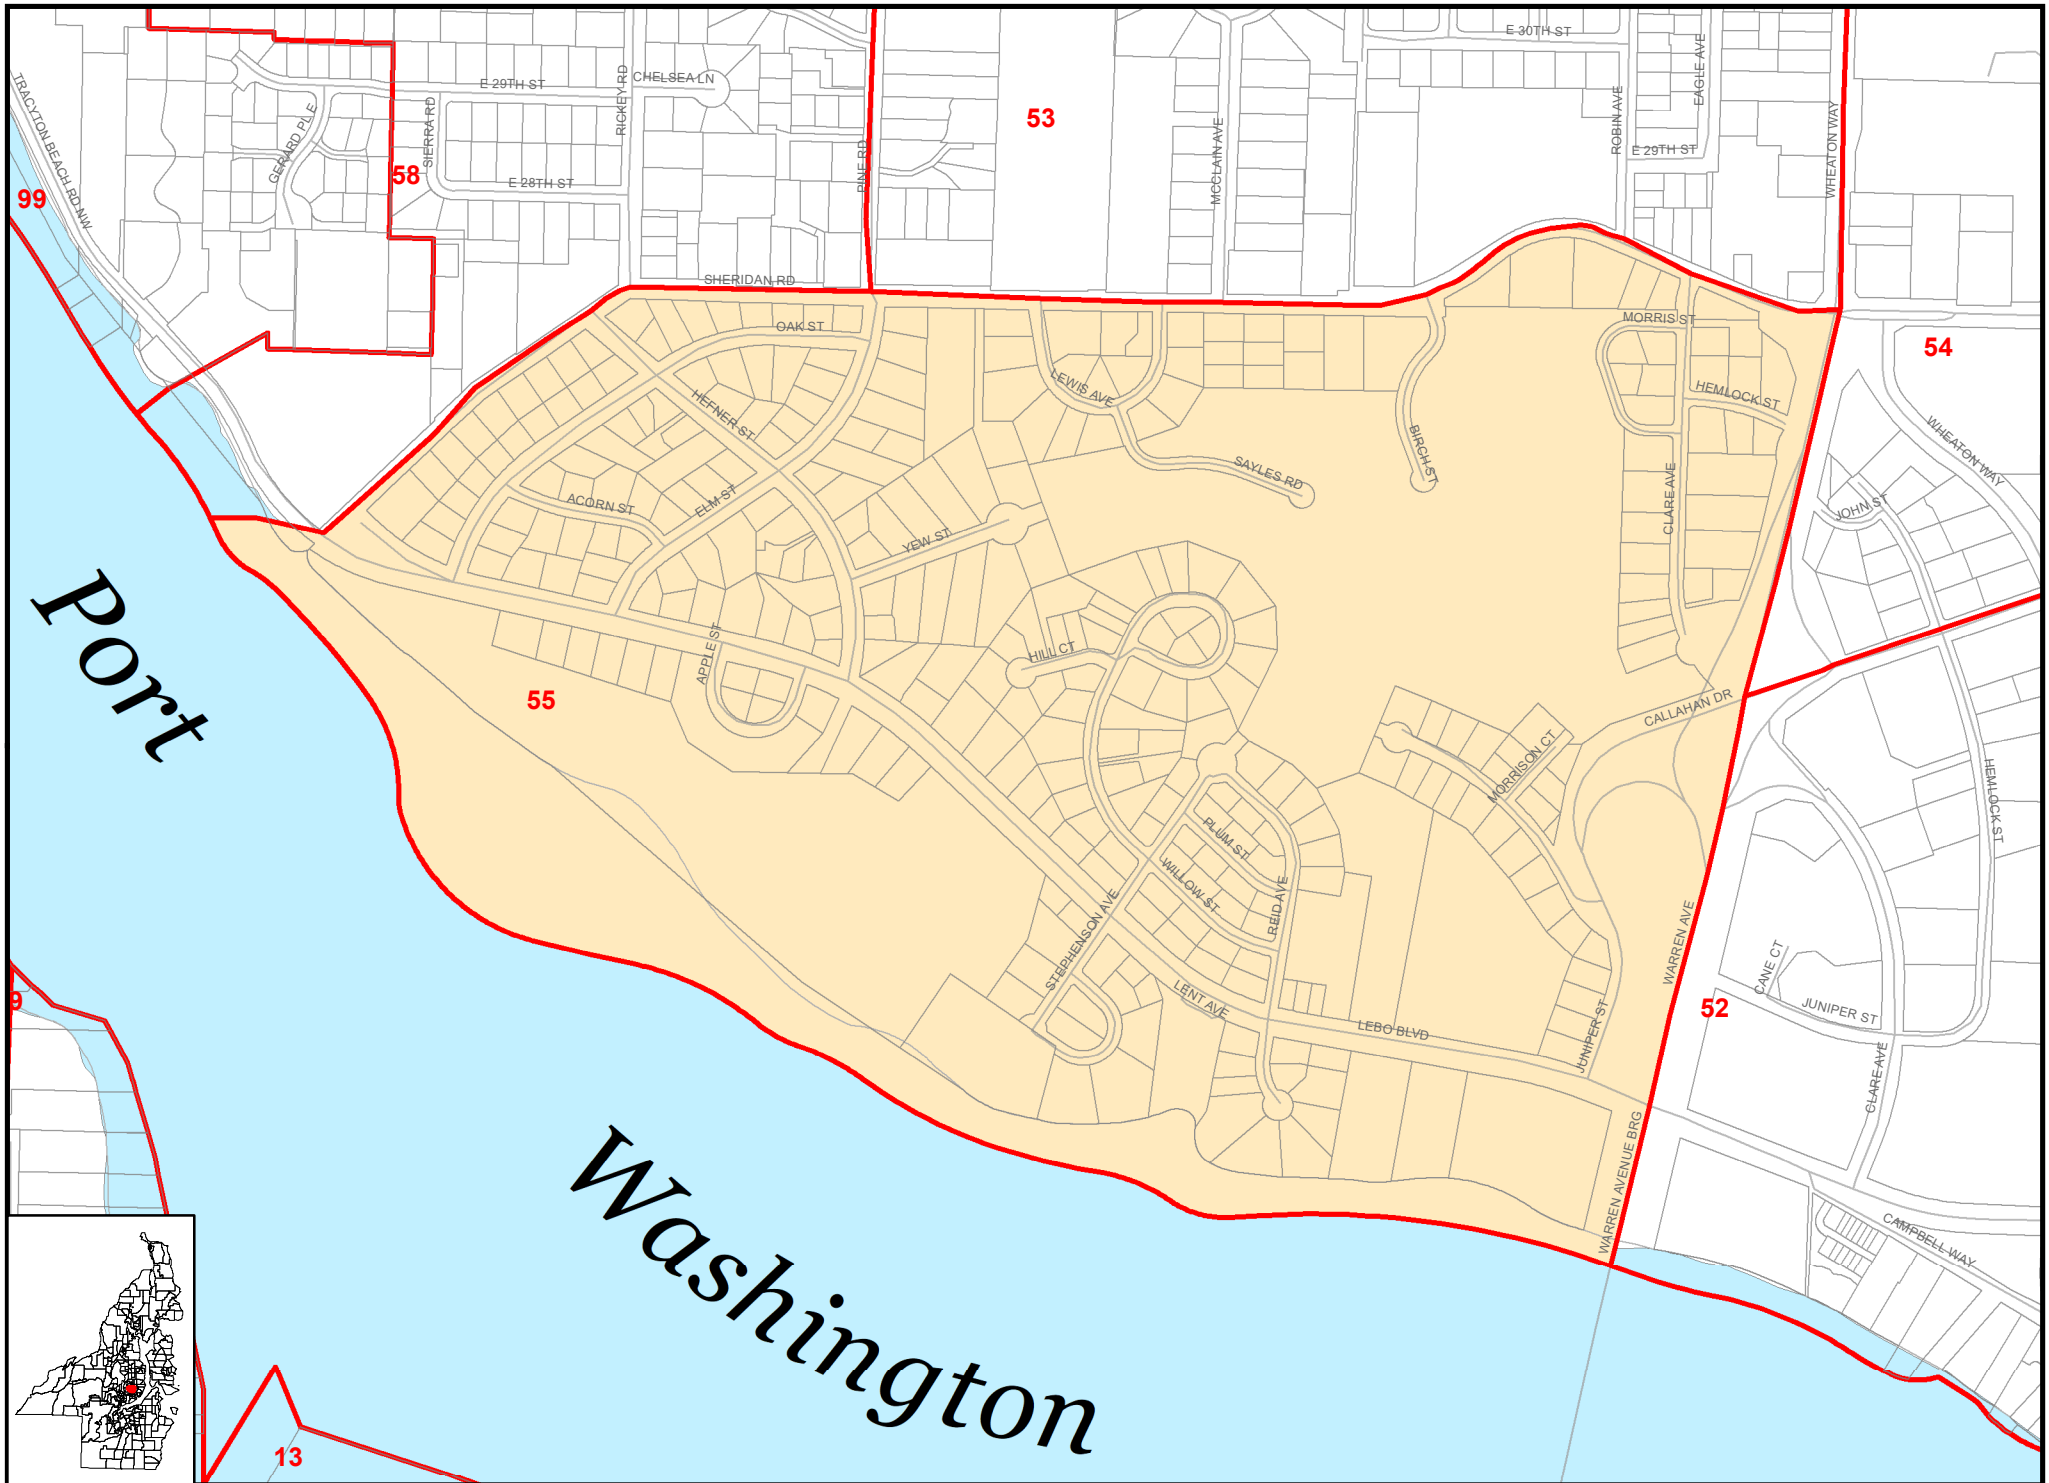 E 30TH ST
EAGLE AVE
CHELSEA LN
E 29TH ST
RICKEY RD
TRACYTON BEACH RD NW
SIERRA RD
GERARD PLE
53
ROBIN AVE
WHEATON WAY
MCCLAIN AVE
E 29TH ST
PINE RD
58
E 28TH ST
99
SHERIDAN RD
OAK ST
MORRIS ST
54
LEWIS AVE
HEMLOCK ST
HEFNER ST
WHEATON WAY
BIRCH ST
SAYLES RD
CLARE AVE
ACORN ST
ELM ST
JOHN ST
YEW ST
Port
APPLE ST
HILL CT
55
CALLAHAN DR
MORRISON CT
HEMLOCK ST
PLUM ST
WILLOW ST
REID AVE
STEPHENSON AVE
WARREN AVE
CANE CT
LENT AVE
9
52
JUNIPER ST
LEBO BLVD
JUNIPER ST
CLARE AVE
WARREN AVENUE BRG
Washington
CAMPBELL WAY
13